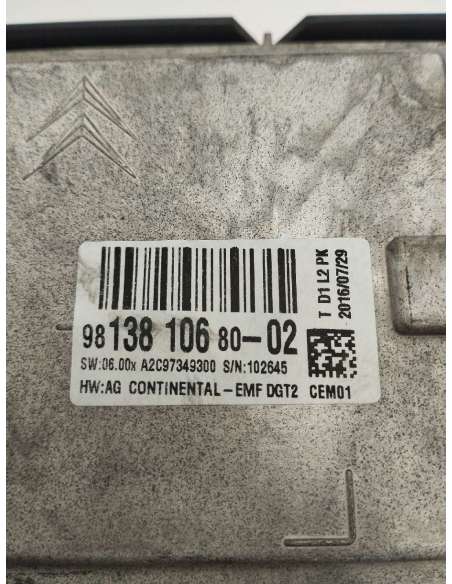 98 138 106 80-02
SW:06.00x A2C97349300 S/N:102645
HW:AG CONTINENTAL-EMF DGT2 CEM01
T D1 L2 PK
2016/07/29